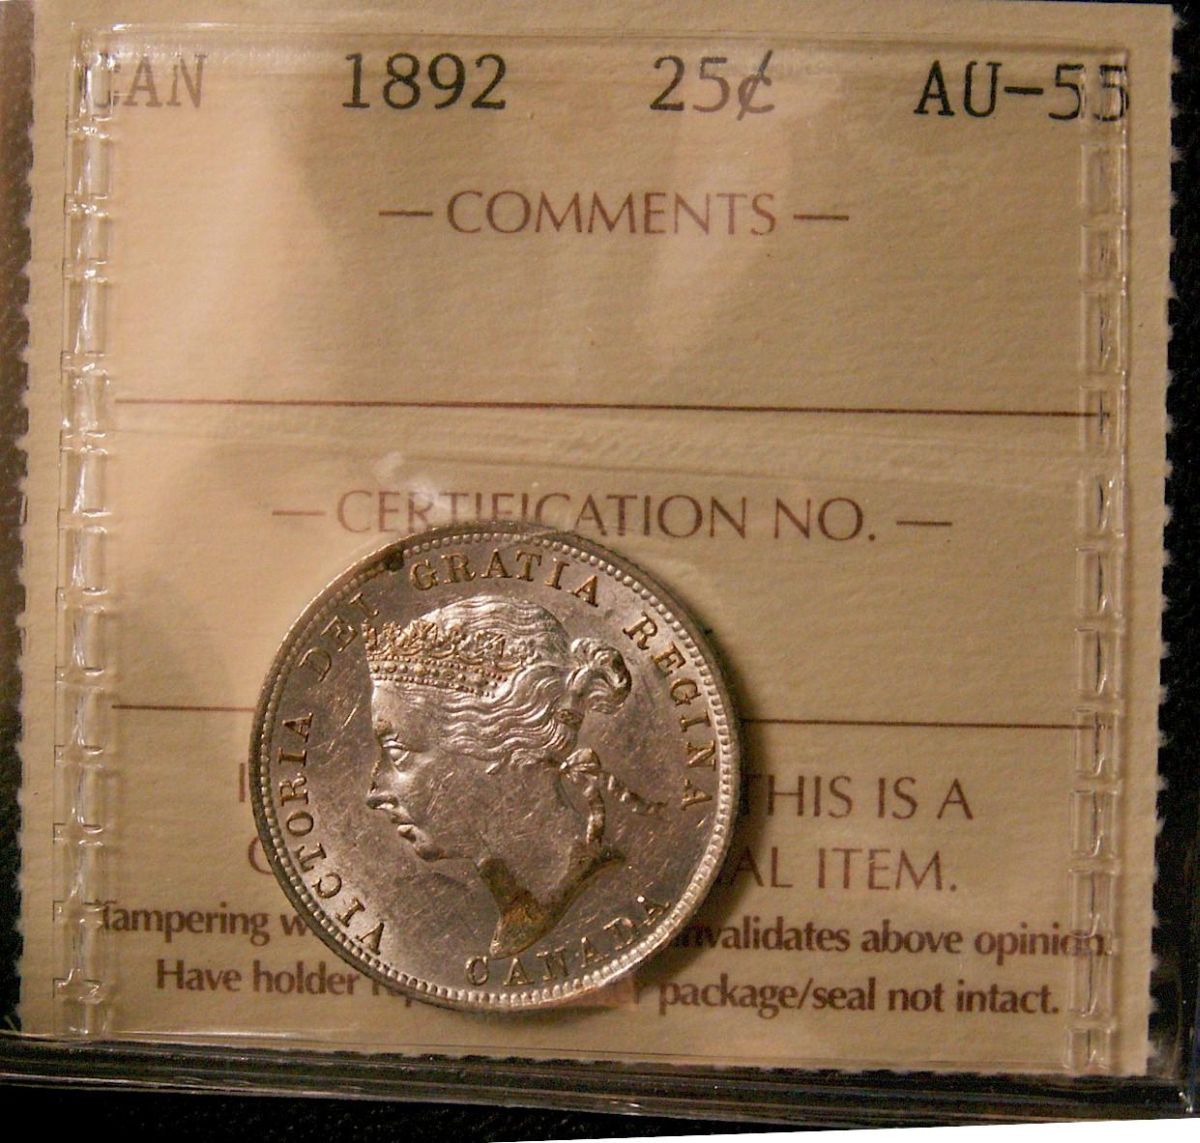 CAN 1892 25¢ AU-55
— COMMENTS —
— CERTIFICATION NO. —
VICTORIA DEI GRATIA REGINA
CANADA
THIS IS A
ITEM.
Tampering invalidates above opinion.
Have holder package/seal not intact.